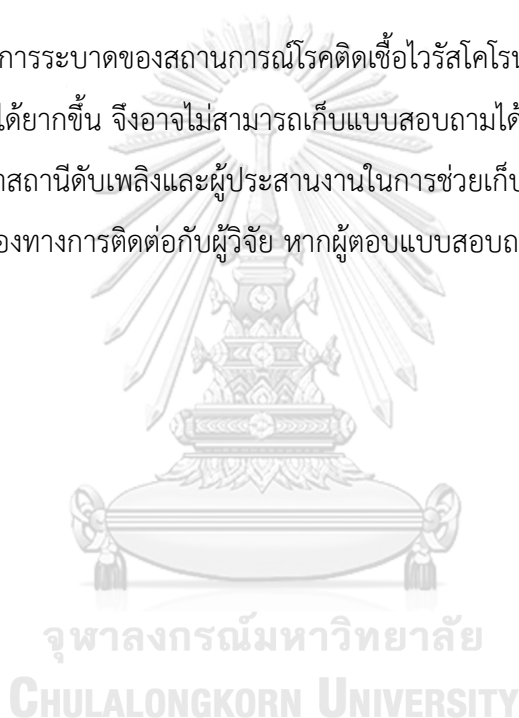 การระบาดของสถานการณ์โรคติดเชื้อไวรัสโคโรน
ได้ยากขึ้น จึงอาจไม่สามารถเก็บแบบสอบถามได้
าสถานีดับเพลิงและผู้ประสานงานในการช่วยเก็บ
องทางการติดต่อกับผู้วิจัย หากผู้ตอบแบบสอบถ
จุฬาลงกรณ์มหาวิทยาลัย
CHULALONGKORN UNIVERSITY